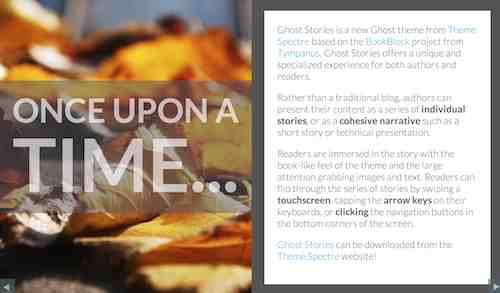 ONCE UPON A
TIME...
Ghost Stories is a new Ghost theme from Theme
Spectre based on the BookBlock project from
Tympanus. Ghost Stories offers a unique and
specialized experience for both authors and
readers.
Rather than a traditional blog, authors can
present their content as a series of individual
stories, or as a cohesive narrative such as a
short story or technical presentation.
Readers are immersed in the story with the
book-like feel of the theme and the large
attention grabbing images and text. Readers can
flip through the series of stories by swiping a
touchscreen, tapping the arrow keys on their
keyboards, or clicking the navigation buttons in
the bottom corners of the screen.
Ghost Stories can be downloaded from the
Theme Spectre website!